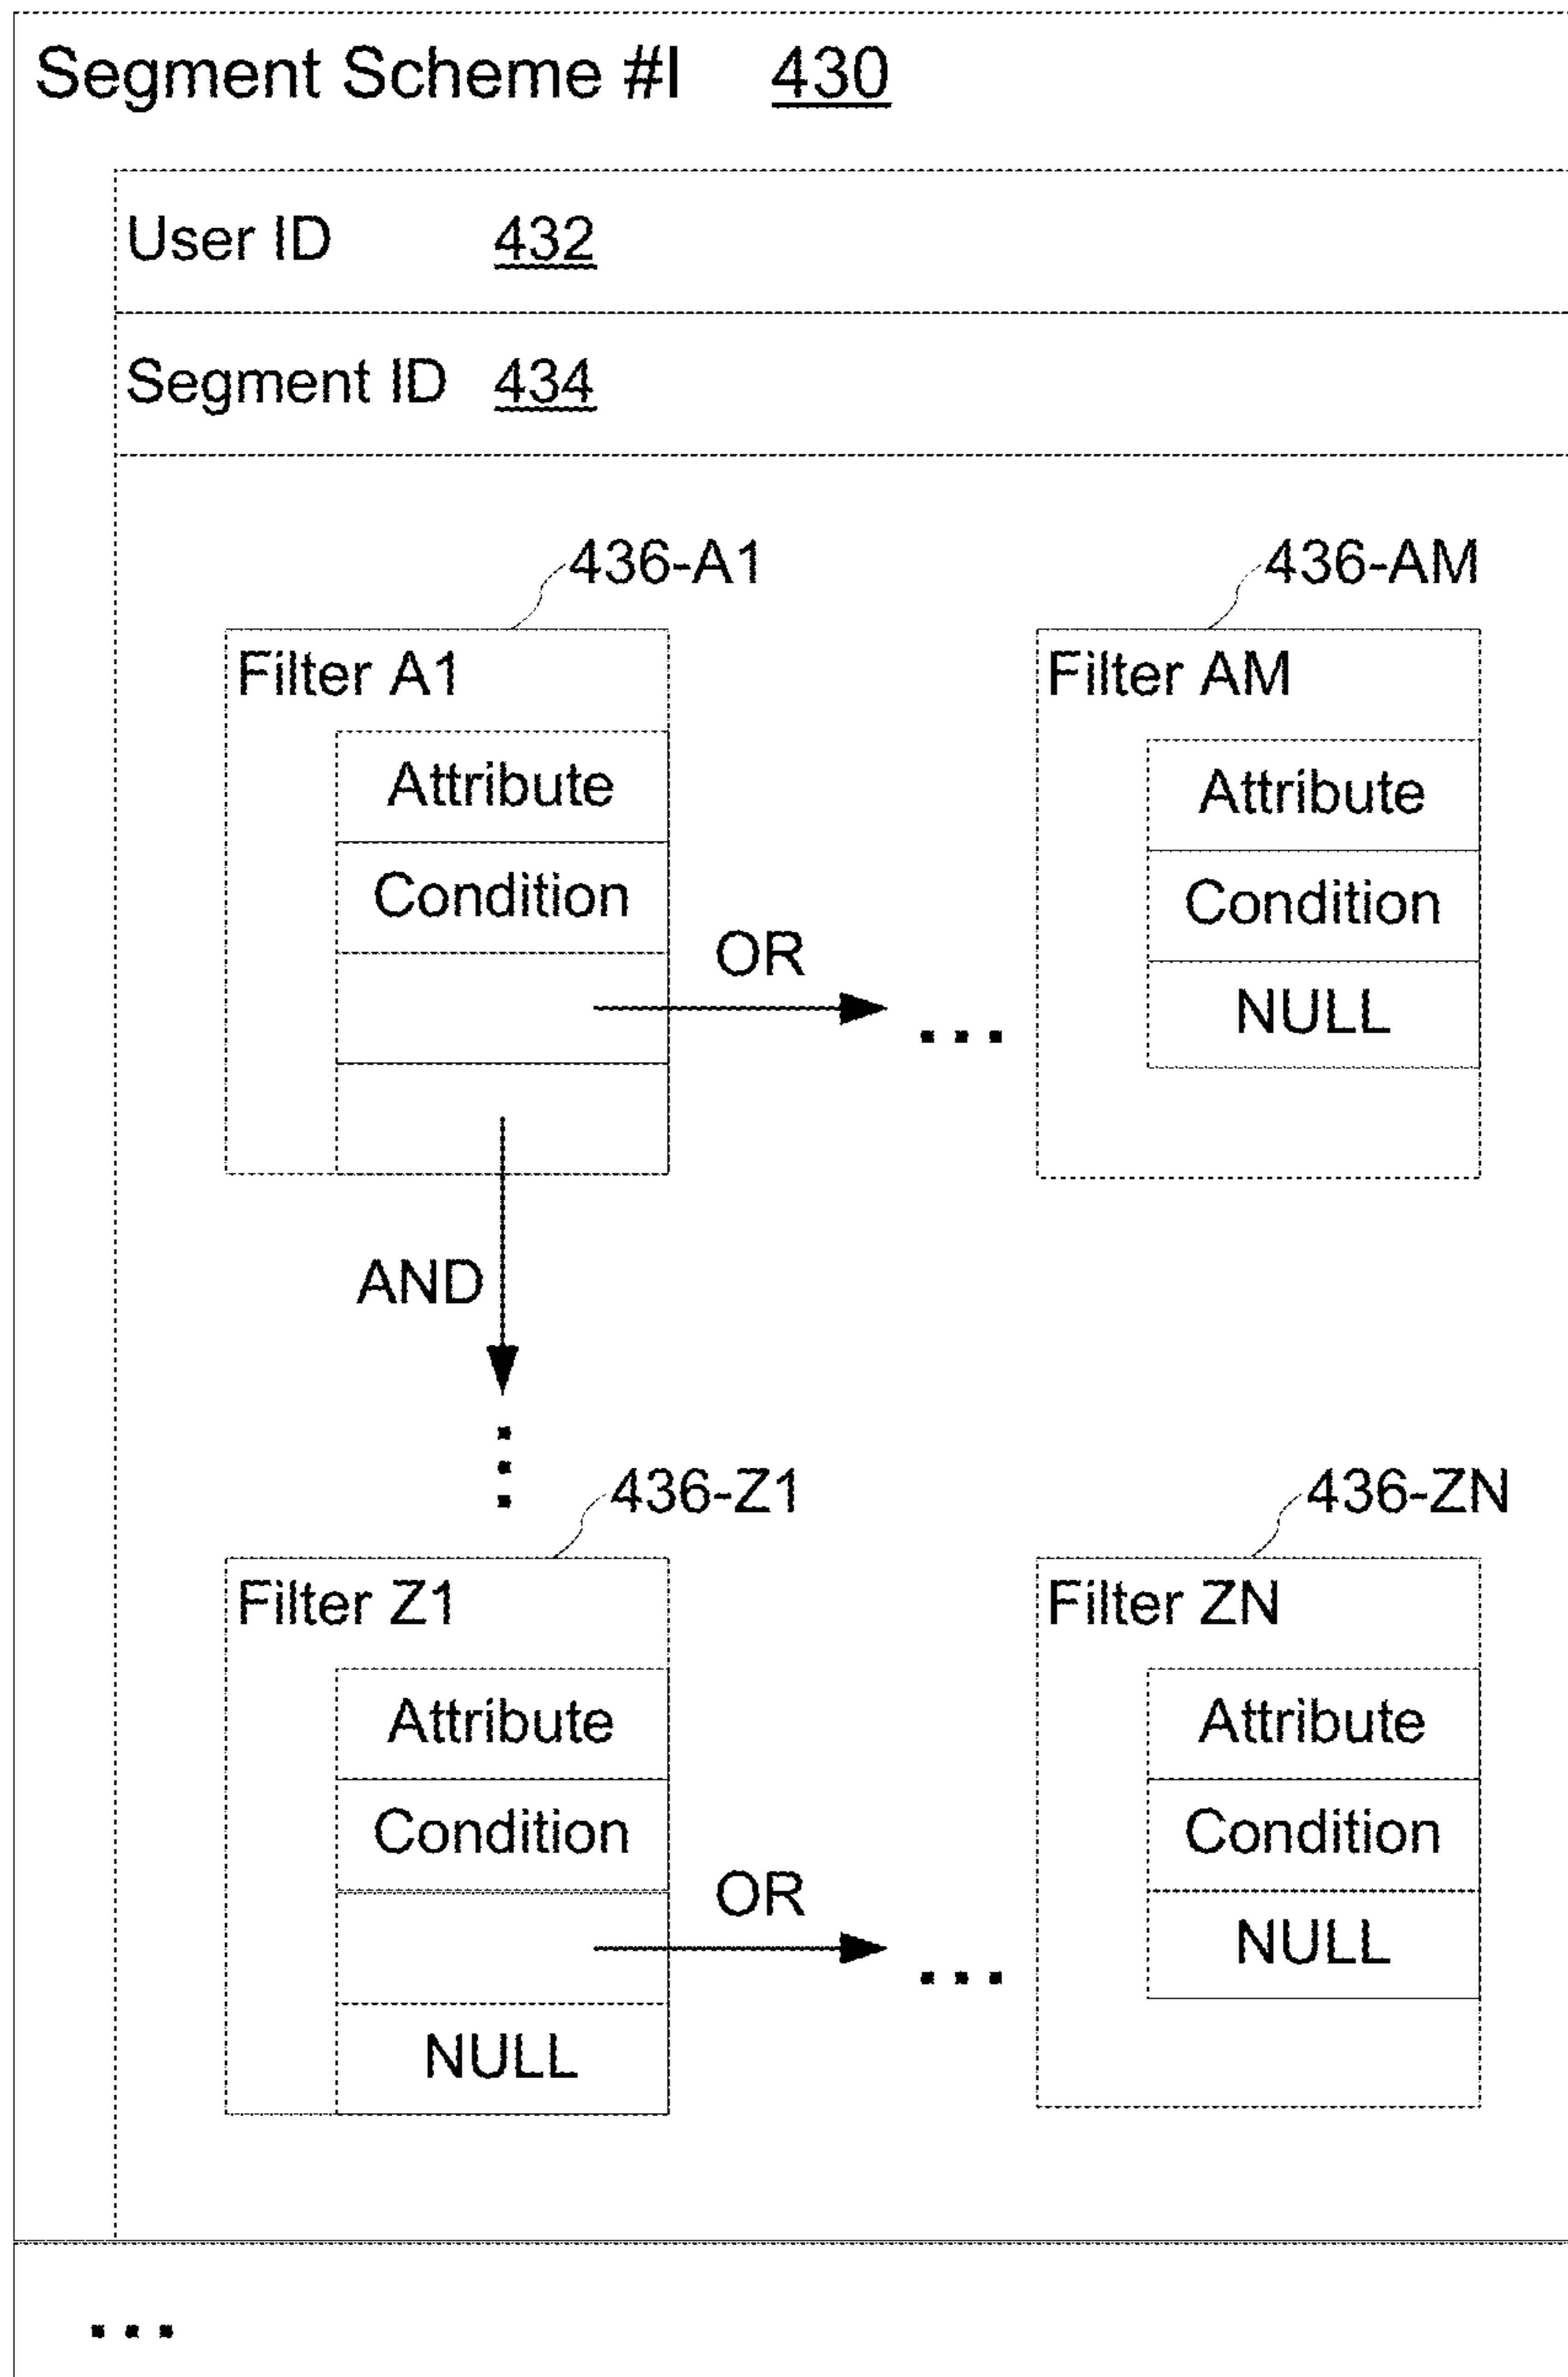 Segment Scheme #I 430
User ID 432
Segment ID 434
436-A1 436-AM
Filter A1 Filter AM
Attribute Attribute
Condition Condition
OR
NULL
...
AND
...
436-Z1 436-ZN
Filter Z1 Filter ZN
Attribute Attribute
Condition Condition
OR
NULL
...
NULL
...